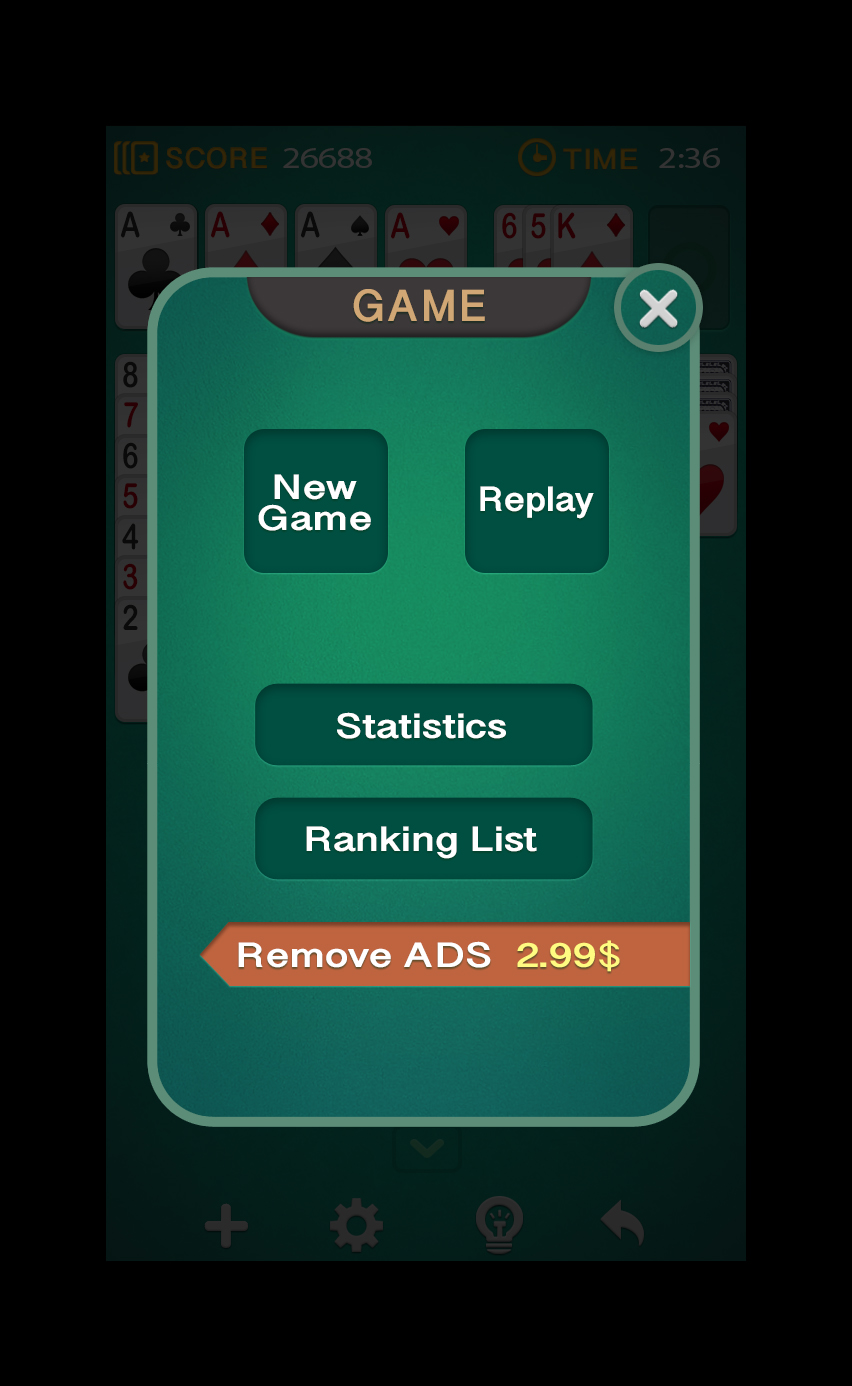 SCORE 26688 TIME 2:36
A A A A 6 5 K
GAME
8
7
6
5
4
3
2
New
Game
Replay
Statistics
Ranking List
Remove ADS 2.99$